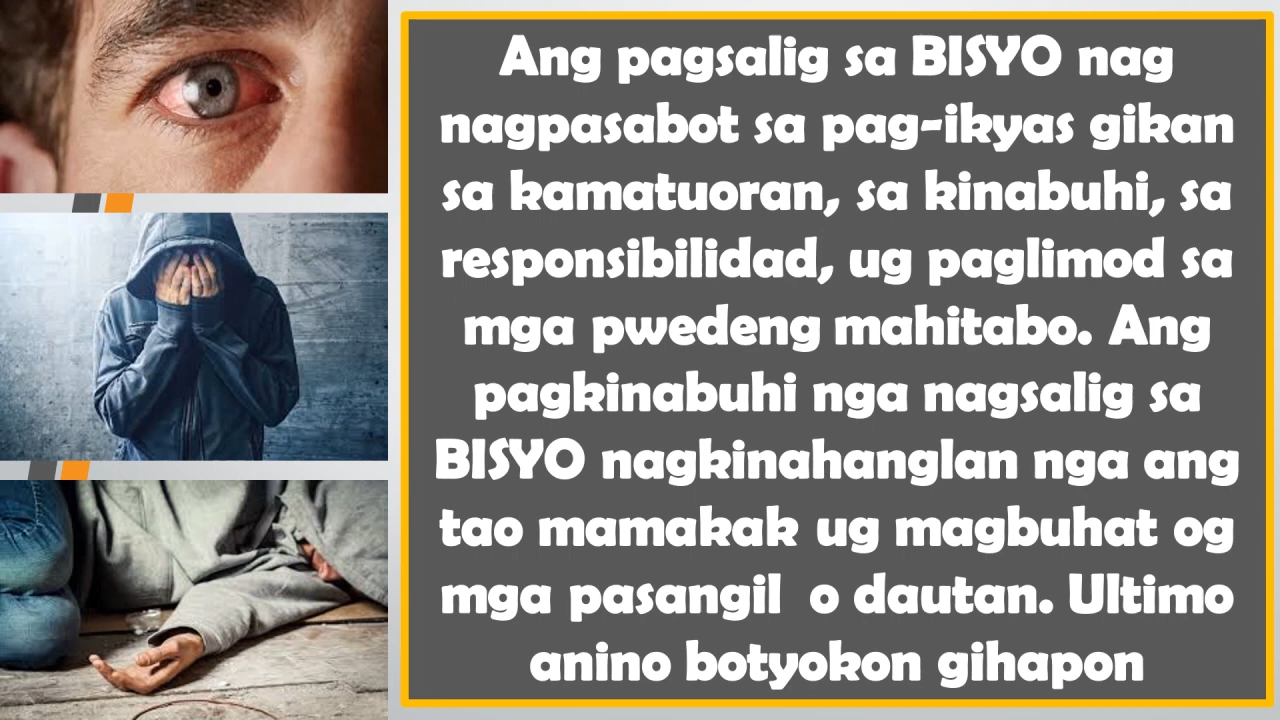 Ang pagsalig sa BISYO nag
nagpasabot sa pag-ikyas gikan
sa kamatuoran, sa kinabuhi, sa
responsibilidad, ug paglimod sa
mga pwedeng mahitabo. Ang
pagkinabuhi nga nagsalig sa
BISYO nagkinahanglan nga ang
tao mamakak ug magbuhat og
mga pasangil o dautan. Ultimo
anino botyokon gihapon